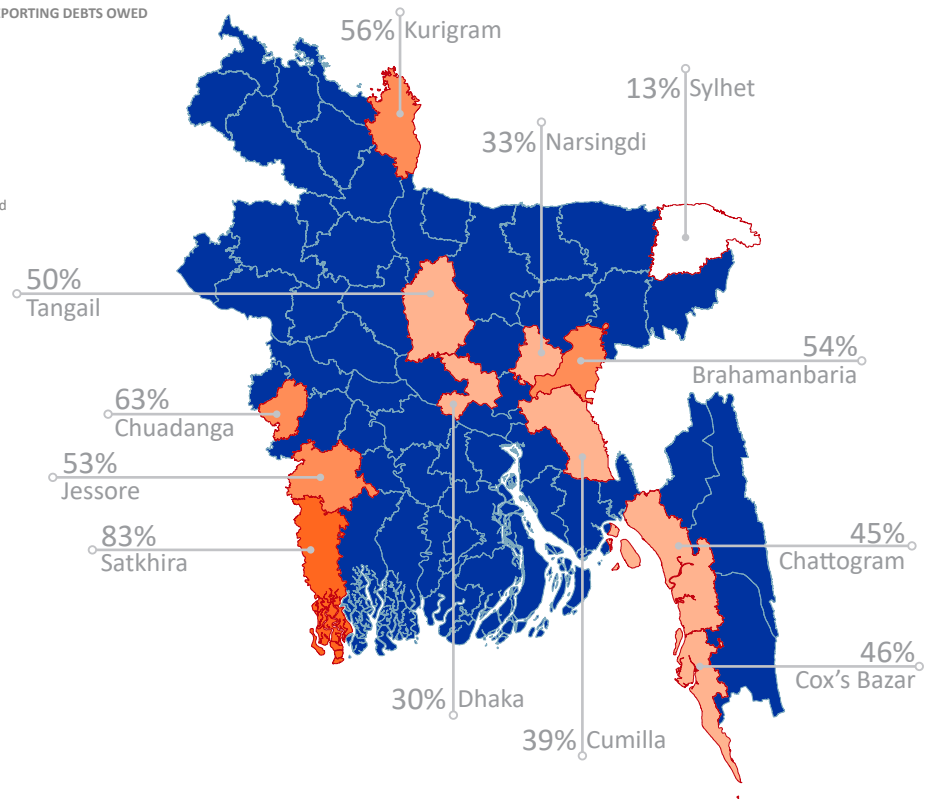 PORTING DEBTS OWED
56% Kurigram
13% Sylhet
33% Narsingdi
50%
Tangail
54%
Brahamanbaria
63%
Chuadanga
53%
Jessore
83%
Satkhira
45%
Chattogram
46%
Cox's Bazar
30% Dhaka
39% Cumilla